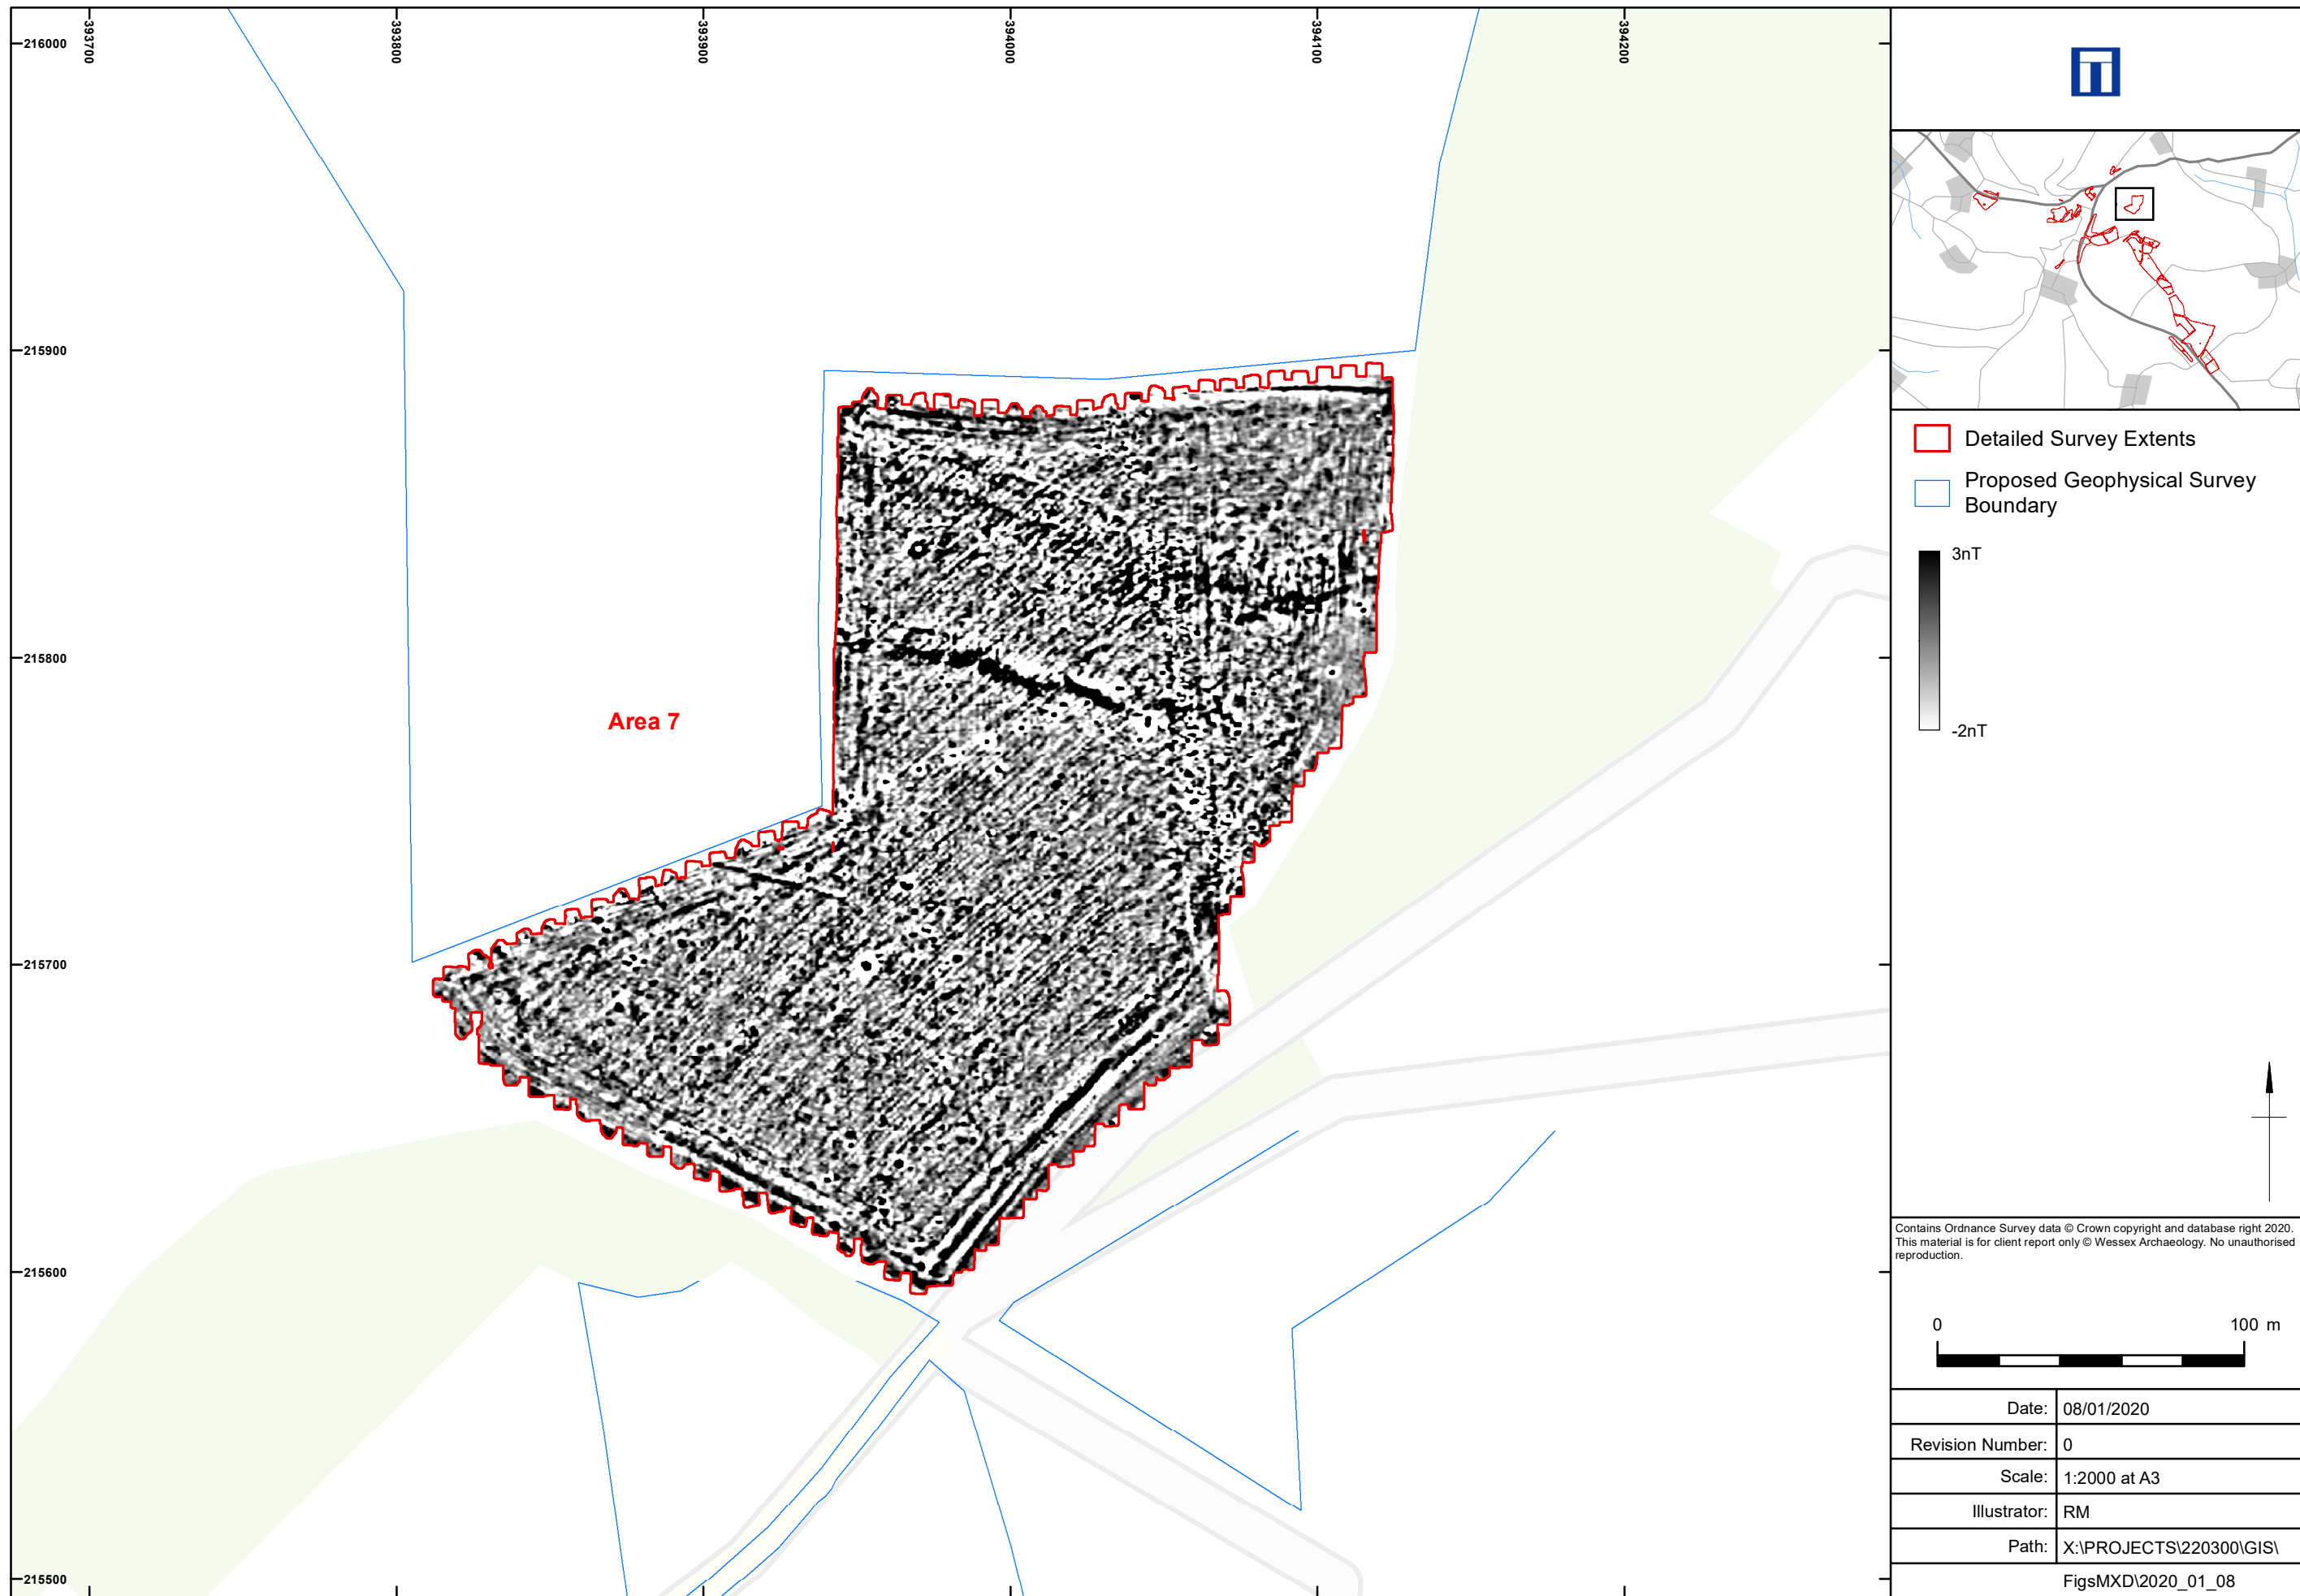 393700
393800
393900
394000
394100
394200
216000
215900
215800
215700
215600
215500
Area 7
Detailed Survey Extents
Proposed Geophysical Survey
Boundary
3nT
-2nT
Contains Ordnance Survey data © Crown copyright and database right 2020.
This material is for client report only © Wessex Archaeology. No unauthorised
reproduction.
0 100 m
Date: 08/01/2020
Revision Number: 0
Scale: 1:2000 at A3
Illustrator: RM
Path: X:\PROJECTS\220300\GIS\
FigsMXD\2020_01_08